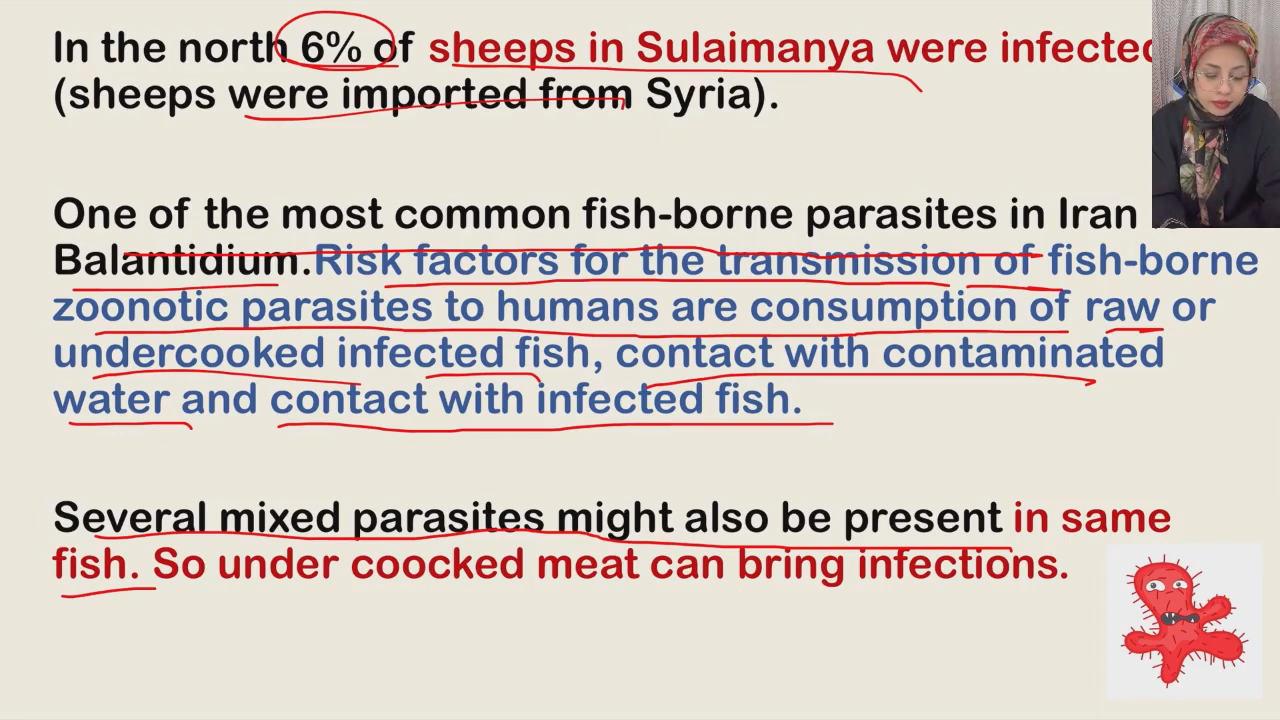 In the north 6% of sheeps in Sulaimanya were infected
(sheeps were imported from Syria).
One of the most common fish-borne parasites in Iran
Balantidium.Risk factors for the transmission of fish-borne
zoonotic parasites to humans are consumption of raw or
undercooked infected fish, contact with contaminated
water and contact with infected fish.
Several mixed parasites might also be present in same
fish. So under coocked meat can bring infections.